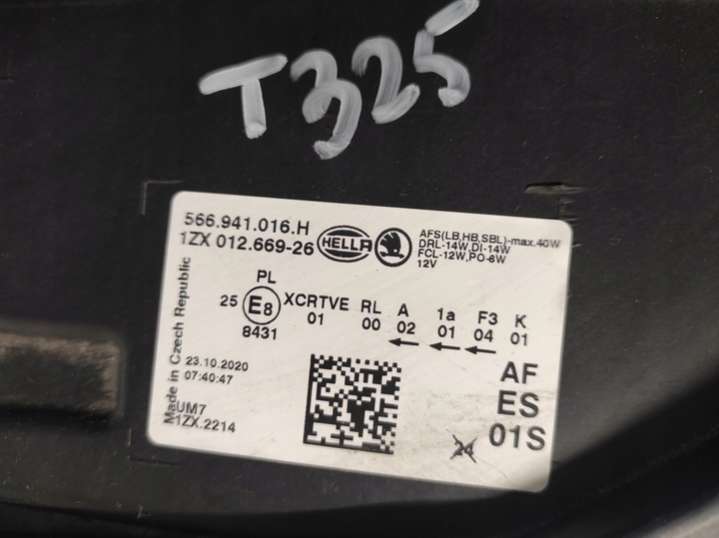 T325
566.941.016.H
1ZX 012.669-26
HELLA
AFS(LB,HB,SBL)-max.40W
DRL-14W,DI-14W
FCL-12W,PO-6W
12V
Made in Czech Republic
PL
25 E8 XCRTVE RL A 1a F3 K
8431 01 00 02 01 04 01
23.10.2020
07:40:47
UM7
1ZX.2214
AF
ES
01S
24